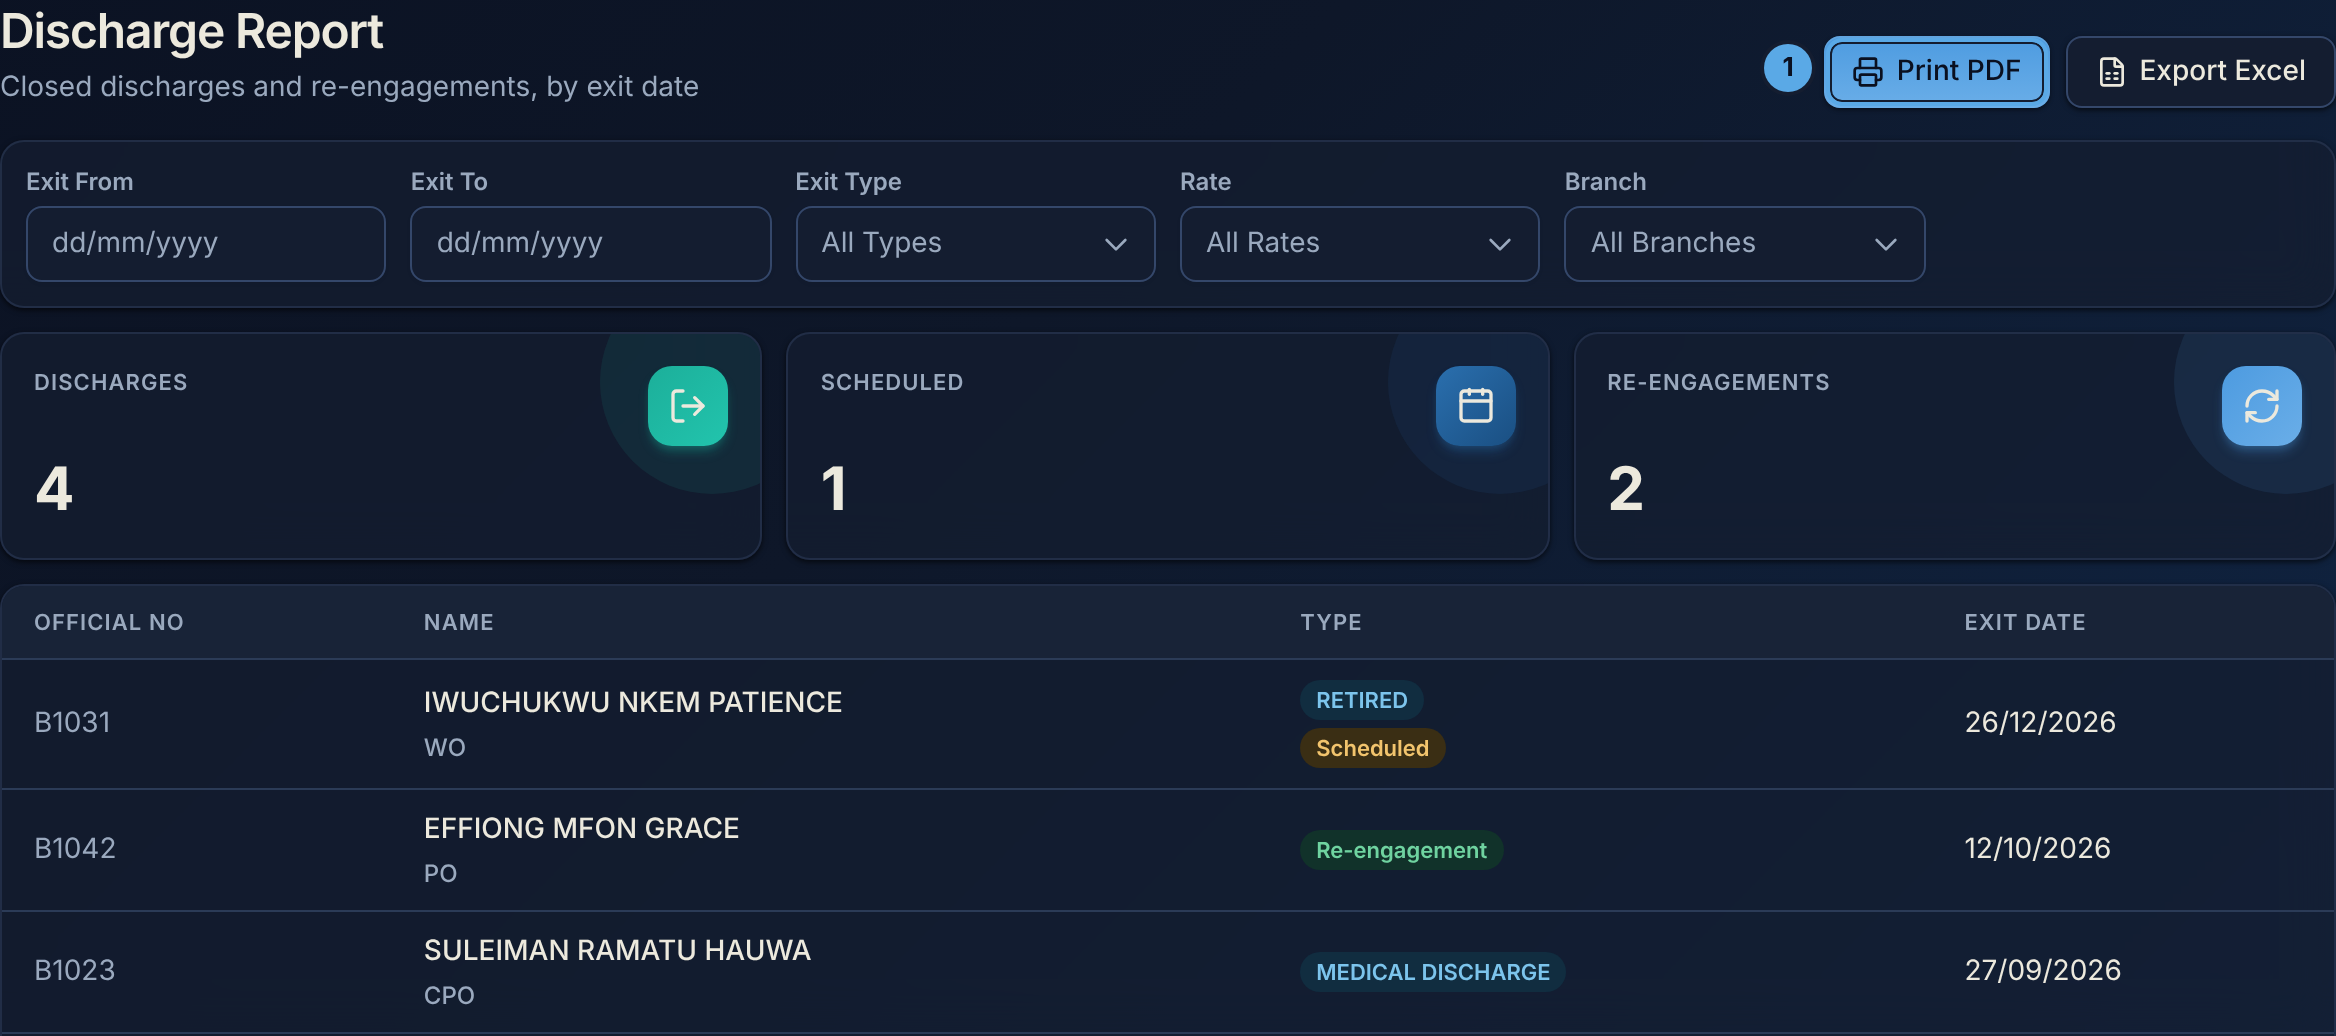 Discharge Report
Closed discharges and re-engagements, by exit date
1
Print PDF
Export Excel
Exit From
Exit To
Exit Type
Rate
Branch
dd/mm/yyyy
dd/mm/yyyy
All Types
All Rates
All Branches
DISCHARGES
4
SCHEDULED
1
RE-ENGAGEMENTS
2
OFFICIAL NO
NAME
TYPE
EXIT DATE
B1031
IWUCHUKWU NKEM PATIENCE
WO
RETIRED
Scheduled
26/12/2026
B1042
EFFIONG MFON GRACE
PO
Re-engagement
12/10/2026
B1023
SULEIMAN RAMATU HAUWA
CPO
MEDICAL DISCHARGE
27/09/2026